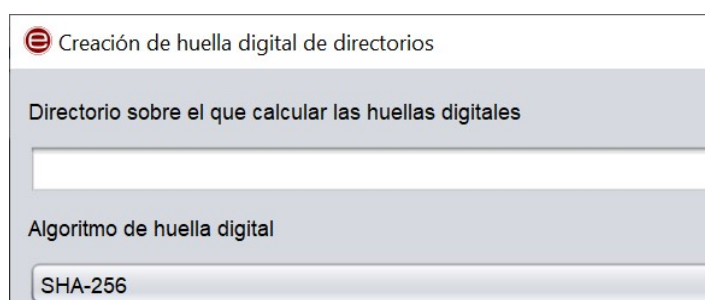 Creación de huella digital de directorios
Directorio sobre el que calcular las huellas digitales
Algoritmo de huella digital
SHA-256